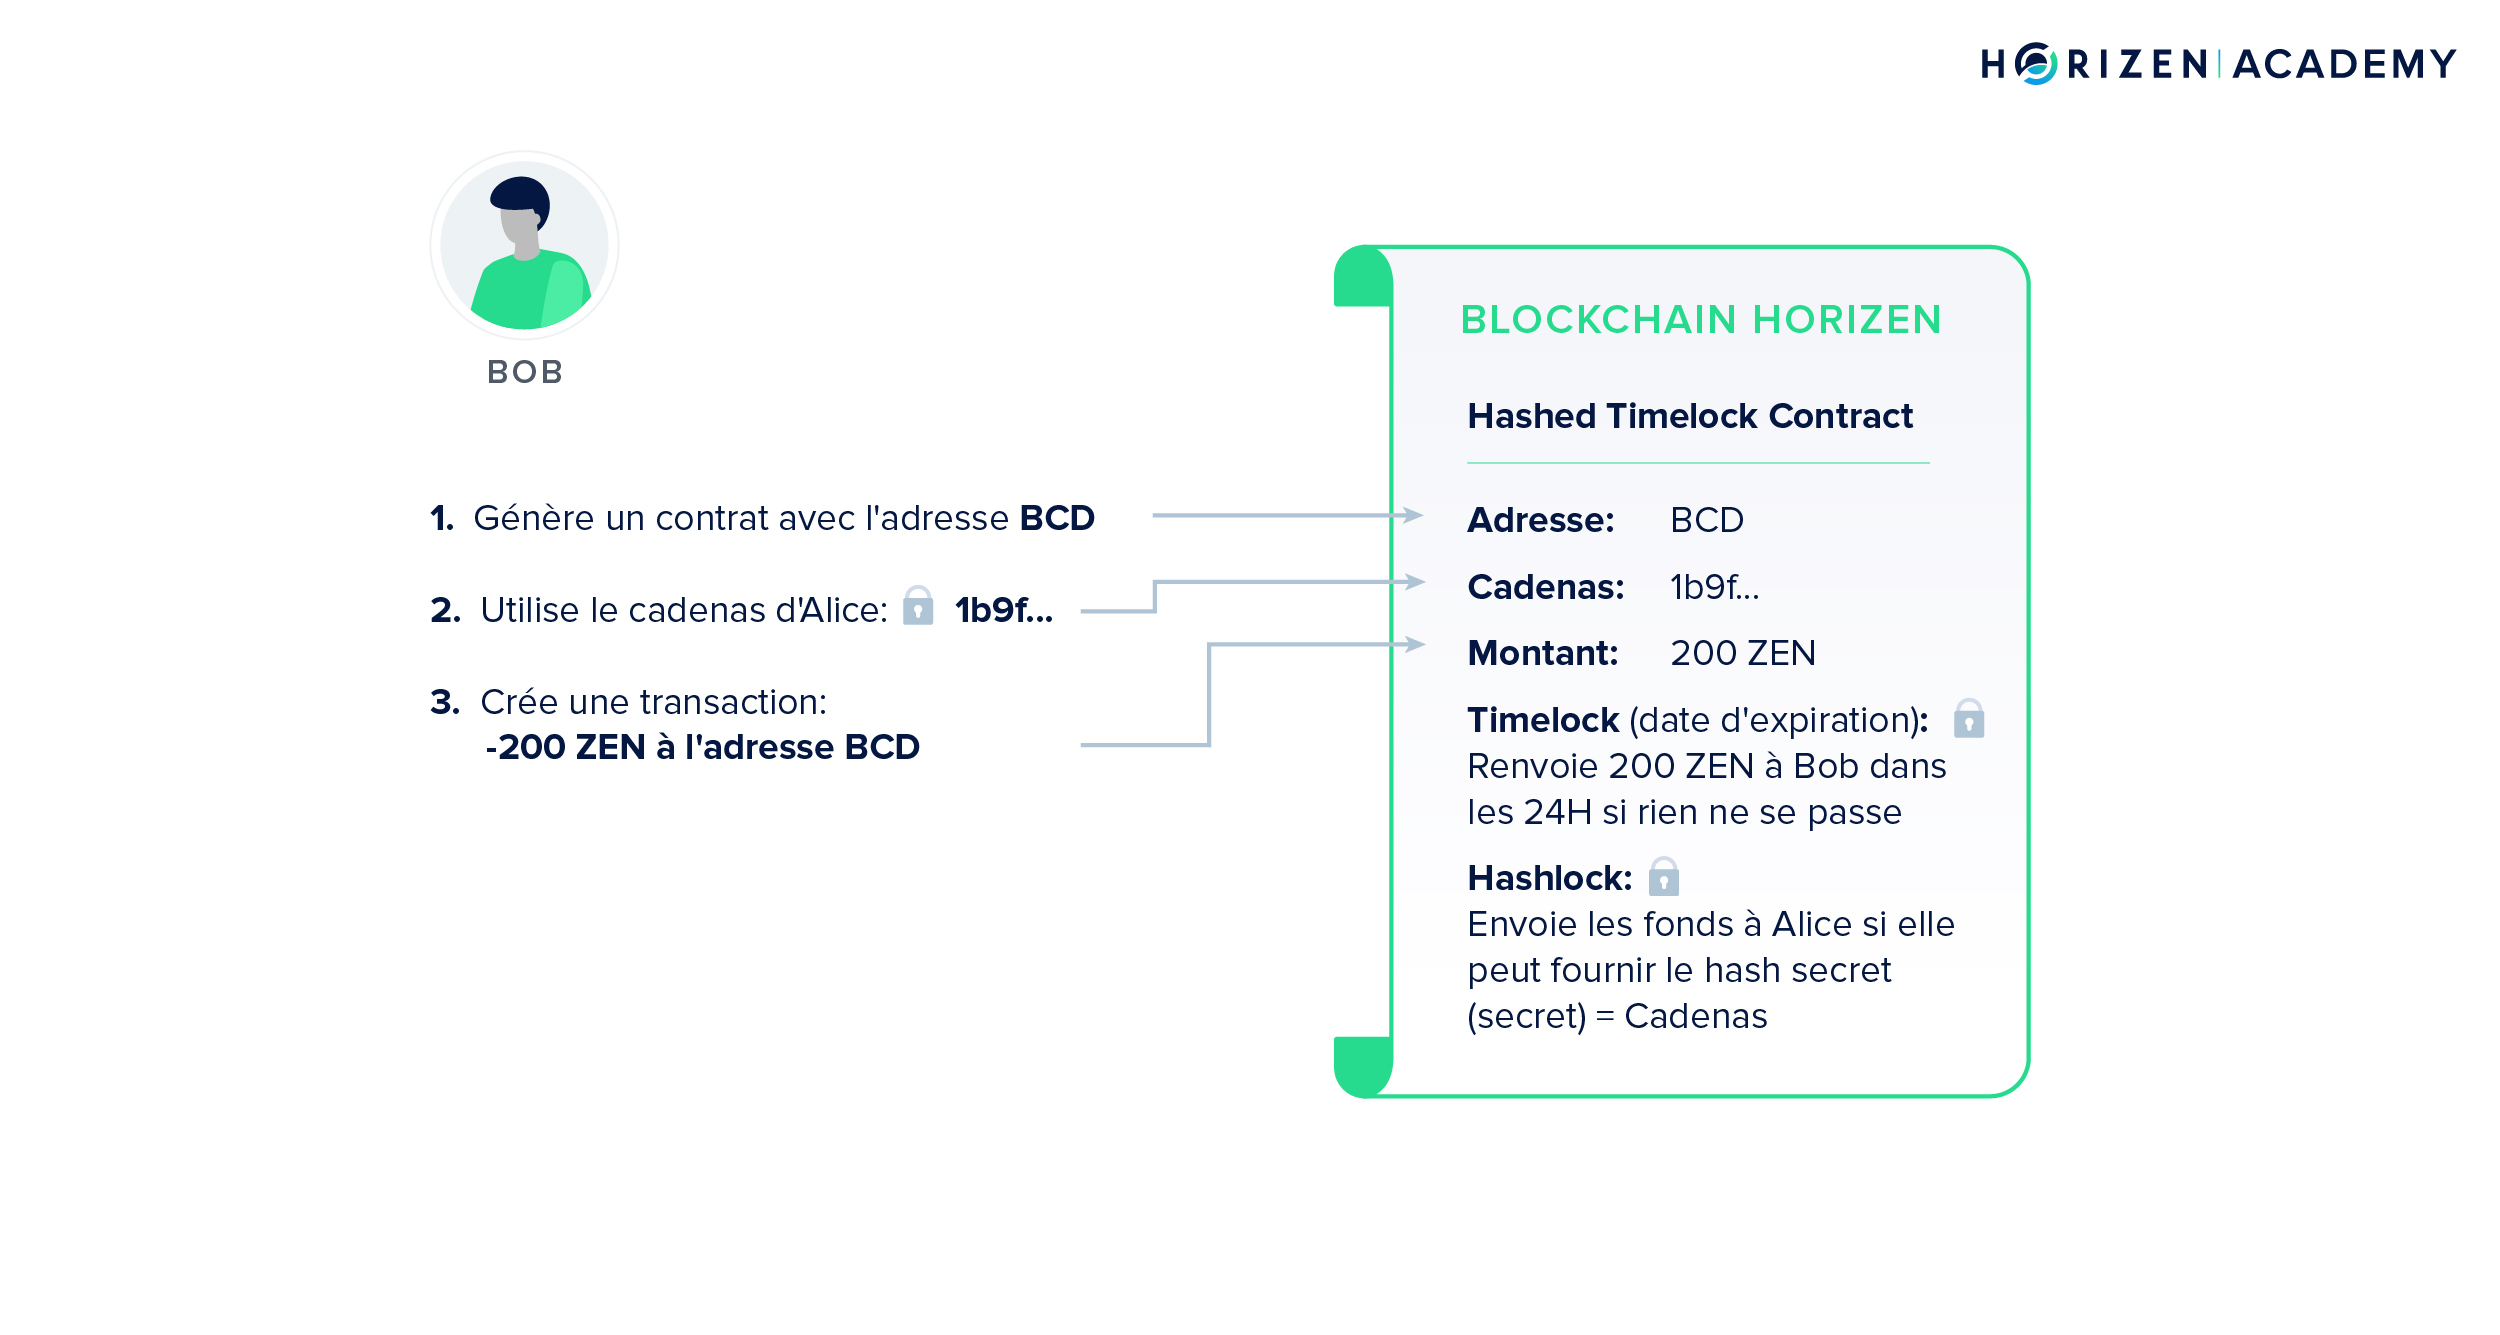 HORIZEN | ACADEMY
BOB
1. Génère un contrat avec l'adresse BCD
2. Utilise le cadenas d'Alice: 1b9f...
3. Crée une transaction:
-200 ZEN à l'adresse BCD
BLOCKCHAIN HORIZEN
Hashed Timelock Contract
Adresse: BCD
Cadenas: 1b9f...
Montant: 200 ZEN
Timelock (date d'expiration):
Renvoie 200 ZEN à Bob dans
les 24H si rien ne se passe
Hashlock:
Envoie les fonds à Alice si elle
peut fournir le hash secret
(secret) = Cadenas